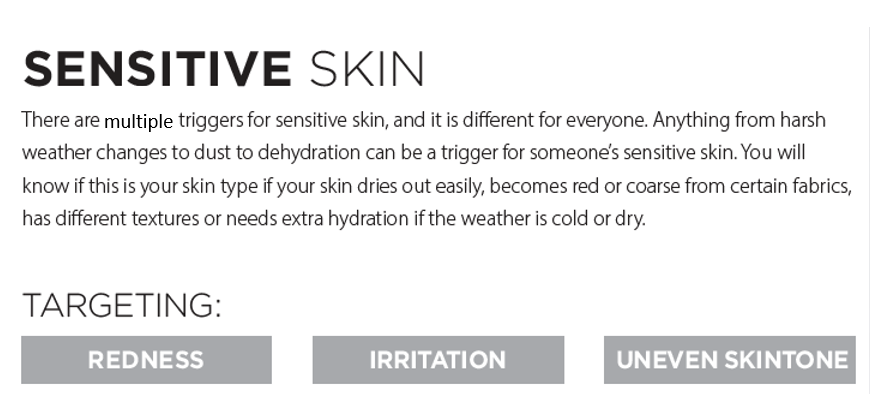 SENSITIVE SKIN
There are multiple triggers for sensitive skin, and it is different for everyone. Anything from harsh
weather changes to dust to dehydration can be a trigger for someone's sensitive skin. You will
know if this is your skin type if your skin dries out easily, becomes red or coarse from certain fabrics,
has different textures or needs extra hydration if the weather is cold or dry.
TARGETING:
REDNESS IRRITATION UNEVEN SKINTONE